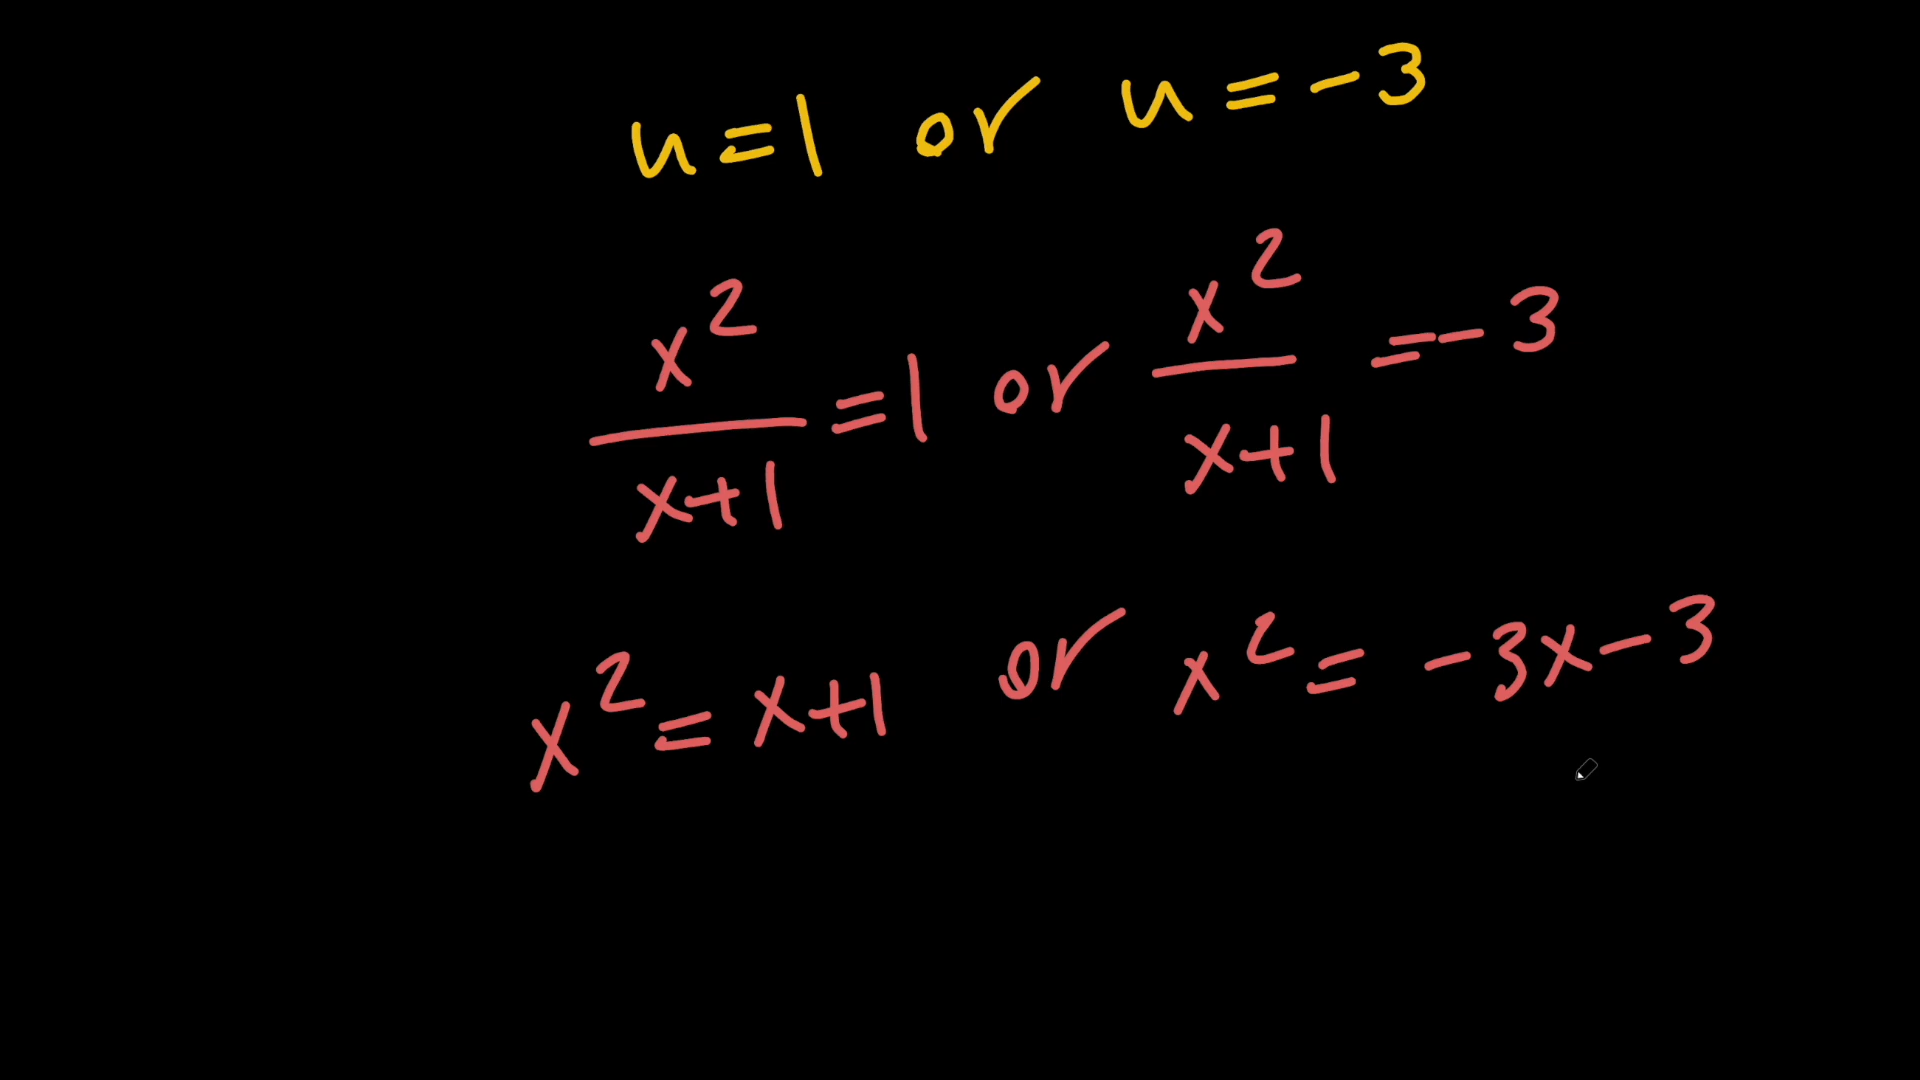 u=1 or u=-3
x²/x+1 =1 or x²/x+1 =-3
x²=x+1 or x²=-3x-3